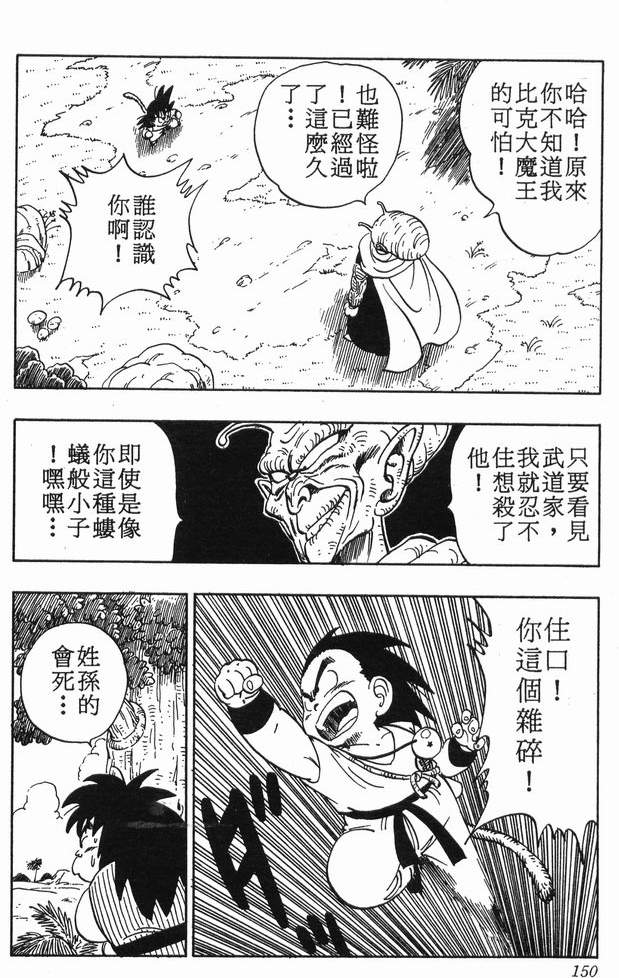 哈哈！原來
你不知道我
比克大魔王
的可怕！
也難怪啦
！已經過
了這麼久
了…
誰認識
你啊！
只要看見
武道家，
我就忍不
住想殺了
他！
即使是像
你這種螻
蟻般小子
！嘿嘿…
住口！
你這個雜碎！
ダダ
姓孫的
會死…
150